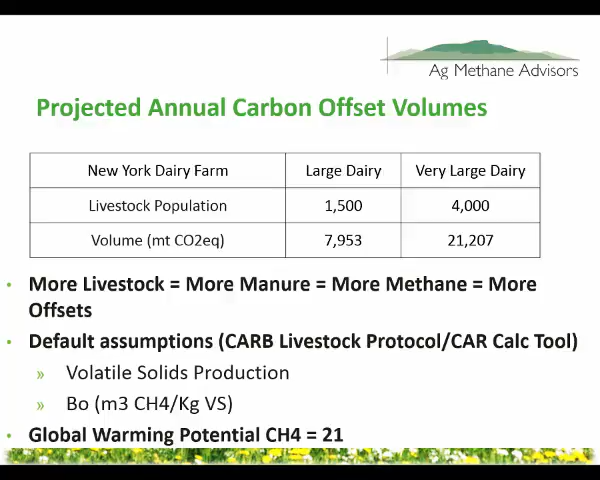 Ag Methane Advisors
Projected Annual Carbon Offset Volumes
New York Dairy Farm Large Dairy Very Large Dairy
Livestock Population 1,500 4,000
Volume (mt CO2eq) 7,953 21,207
• More Livestock = More Manure = More Methane = More
Offsets
• Default assumptions (CARB Livestock Protocol/CAR Calc Tool)
» Volatile Solids Production
» Bo (m3 CH4/Kg VS)
• Global Warming Potential CH4 = 21